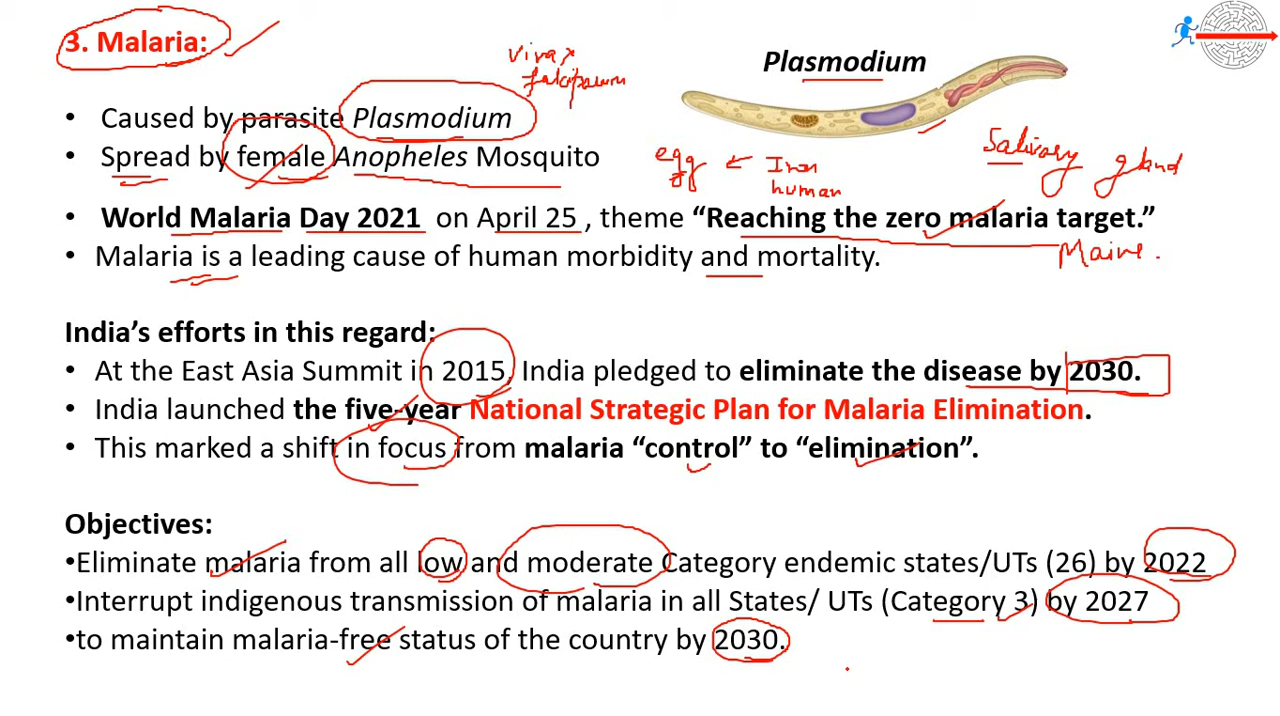 3. Malaria:
vivax
falciparum
Plasmodium
• Caused by parasite Plasmodium
• Spread by female Anopheles Mosquito
egg ← Iron
human
Salivary gland
• World Malaria Day 2021 on April 25 , theme “Reaching the zero malaria target.”
• Malaria is a leading cause of human morbidity and mortality.
India’s efforts in this regard:
• At the East Asia Summit in 2015, India pledged to eliminate the disease by 2030.
• India launched the five-year National Strategic Plan for Malaria Elimination.
• This marked a shift in focus from malaria “control” to “elimination”.
Objectives:
•Eliminate malaria from all low and moderate Category endemic states/UTs (26) by 2022
•Interrupt indigenous transmission of malaria in all States/ UTs (Category 3) by 2027
•to maintain malaria-free status of the country by 2030.